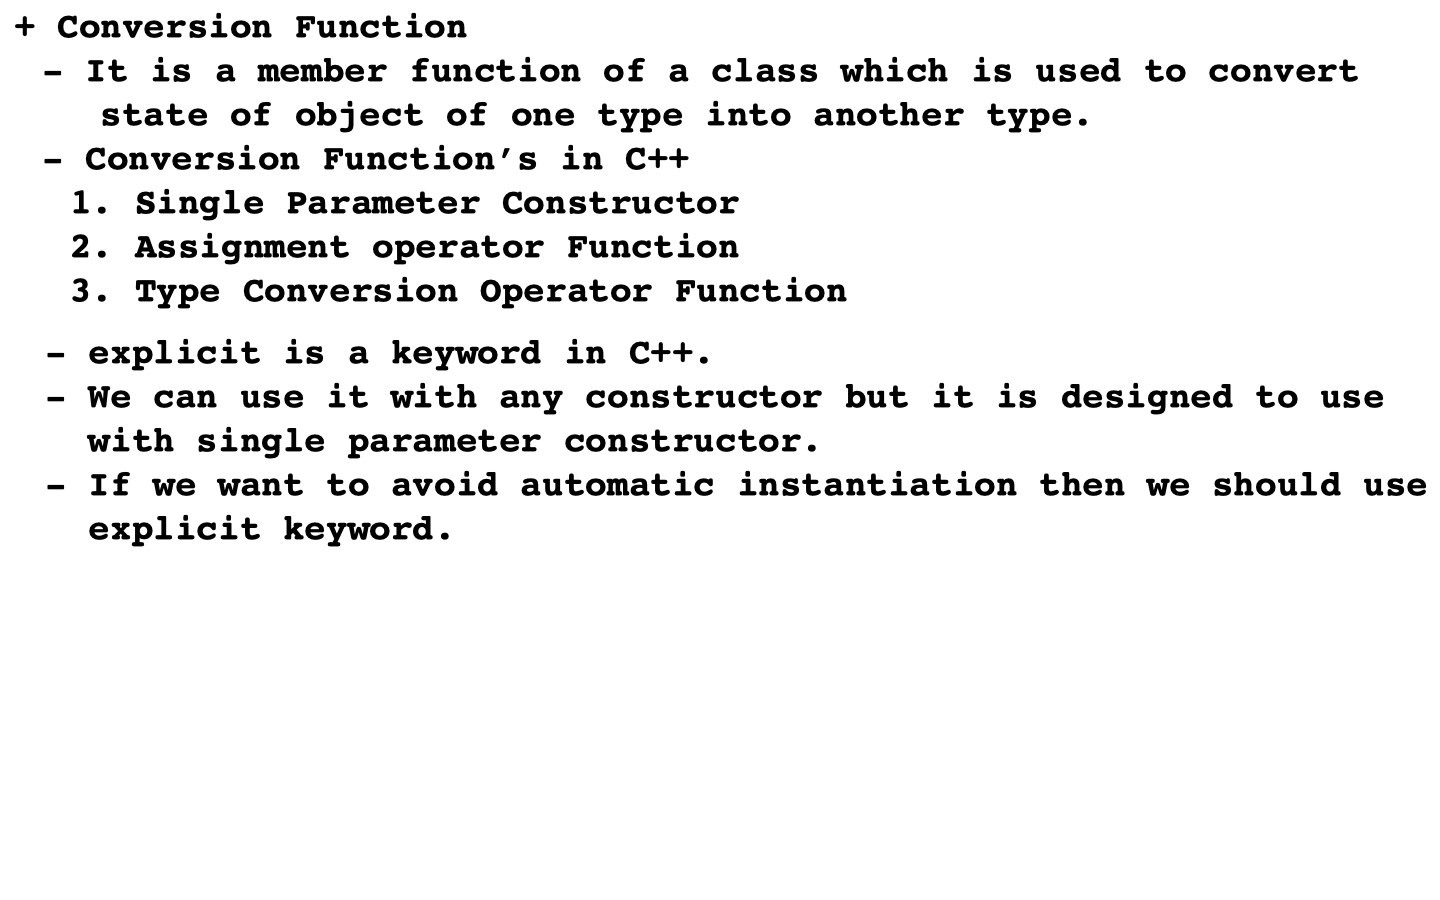 + Conversion Function
- It is a member function of a class which is used to convert
state of object of one type into another type.
- Conversion Function’s in C++
1. Single Parameter Constructor
2. Assignment operator Function
3. Type Conversion Operator Function
- explicit is a keyword in C++.
- We can use it with any constructor but it is designed to use
with single parameter constructor.
- If we want to avoid automatic instantiation then we should use
explicit keyword.